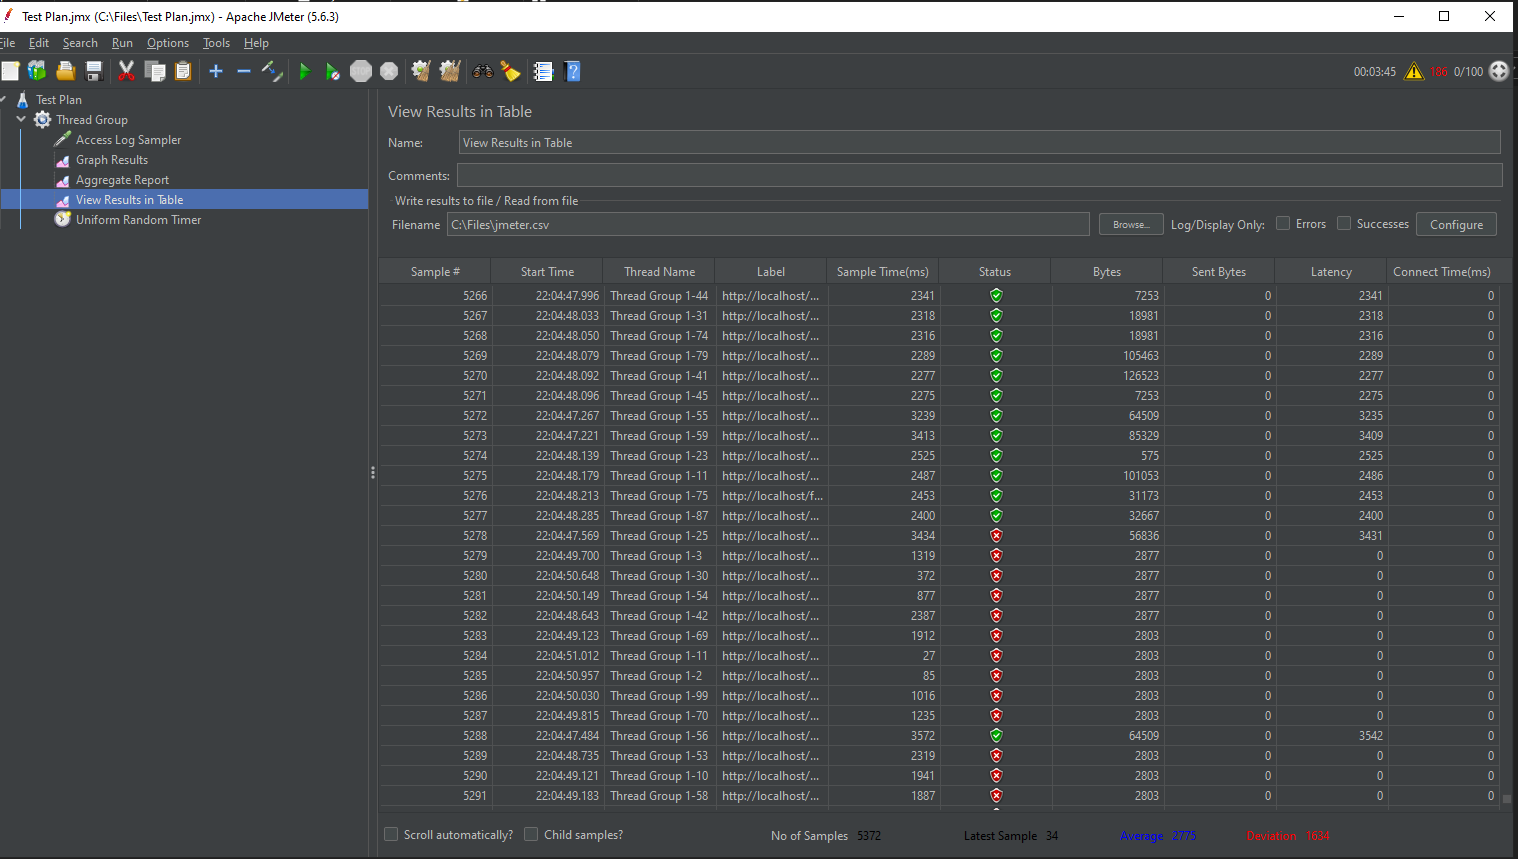 Test Plan.jmx (C:\Files\Test Plan.jmx) - Apache JMeter (5.6.3)
File Edit Search Run Options Tools Help
STOP
00:03:45 186 0/100
Test Plan
Thread Group
Access Log Sampler
Graph Results
Aggregate Report
View Results in Table
Uniform Random Timer
View Results in Table
Name: View Results in Table
Comments:
Write results to file / Read from file
Filename C:\Files\jmeter.csv Browse... Log/Display Only: Errors Successes Configure
Sample # Start Time Thread Name Label Sample Time(ms) Status Bytes Sent Bytes Latency Connect Time(ms)
5266 22:04:47.996 Thread Group 1-44 http://localhost/... 2341 7253 0 2341 0
5267 22:04:48.033 Thread Group 1-31 http://localhost/... 2318 18981 0 2318 0
5268 22:04:48.050 Thread Group 1-74 http://localhost/... 2316 18981 0 2316 0
5269 22:04:48.079 Thread Group 1-79 http://localhost/... 2289 105463 0 2289 0
5270 22:04:48.092 Thread Group 1-41 http://localhost/... 2277 126523 0 2277 0
5271 22:04:48.096 Thread Group 1-45 http://localhost/... 2275 7253 0 2275 0
5272 22:04:47.267 Thread Group 1-55 http://localhost/... 3239 64509 0 3235 0
5273 22:04:47.221 Thread Group 1-59 http://localhost/... 3413 85329 0 3409 0
5274 22:04:48.139 Thread Group 1-23 http://localhost/... 2525 575 0 2525 0
5275 22:04:48.179 Thread Group 1-11 http://localhost/... 2487 101053 0 2486 0
5276 22:04:48.213 Thread Group 1-75 http://localhost/f... 2453 31173 0 2453 0
5277 22:04:48.285 Thread Group 1-87 http://localhost/... 2400 32667 0 2400 0
5278 22:04:47.569 Thread Group 1-25 http://localhost/... 3434 56836 0 3431 0
5279 22:04:49.700 Thread Group 1-3 http://localhost/... 1319 2877 0 0 0
5280 22:04:50.648 Thread Group 1-30 http://localhost/... 372 2877 0 0 0
5281 22:04:50.149 Thread Group 1-54 http://localhost/... 877 2877 0 0 0
5282 22:04:48.643 Thread Group 1-42 http://localhost/... 2387 2877 0 0 0
5283 22:04:49.123 Thread Group 1-69 http://localhost/... 1912 2803 0 0 0
5284 22:04:51.012 Thread Group 1-11 http://localhost/... 27 2803 0 0 0
5285 22:04:50.957 Thread Group 1-2 http://localhost/... 85 2803 0 0 0
5286 22:04:50.030 Thread Group 1-99 http://localhost/... 1016 2803 0 0 0
5287 22:04:49.815 Thread Group 1-70 http://localhost/... 1235 2803 0 0 0
5288 22:04:47.484 Thread Group 1-56 http://localhost/... 3572 64509 0 3542 0
5289 22:04:48.735 Thread Group 1-53 http://localhost/... 2319 2803 0 0 0
5290 22:04:49.121 Thread Group 1-10 http://localhost/... 1941 2803 0 0 0
5291 22:04:49.183 Thread Group 1-58 http://localhost/... 1887 2803 0 0 0
Scroll automatically? Child samples? No of Samples 5372 Latest Sample 34 Average 2775 Deviation 1634